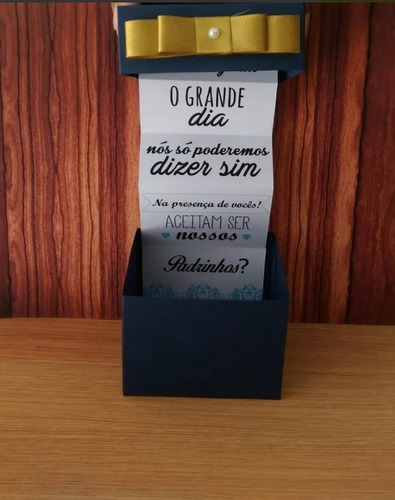 O GRANDE
dia
nós só poderemos
dizer sim
Na presença de vocês!
ACEITAM SER
nossos
Padrinhos?